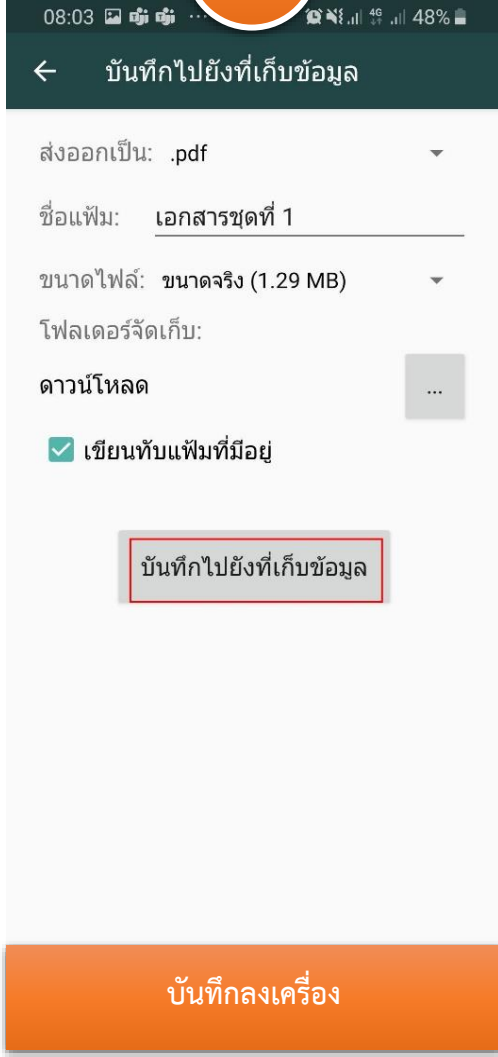 08:03 48%
บันทึกไปยังที่เก็บข้อมูล
ส่งออกเป็น: .pdf
ชื่อแฟ้ม: เอกสารชุดที่ 1
ขนาดไฟล์: ขนาดจริง (1.29 MB)
โฟลเดอร์จัดเก็บ:
ดาวน์โหลด ...
เขียนทับแฟ้มที่มีอยู่
บันทึกไปยังที่เก็บข้อมูล
บันทึกลงเครื่อง